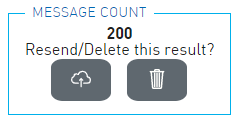 MESSAGE COUNT
200
Resend/Delete this result?